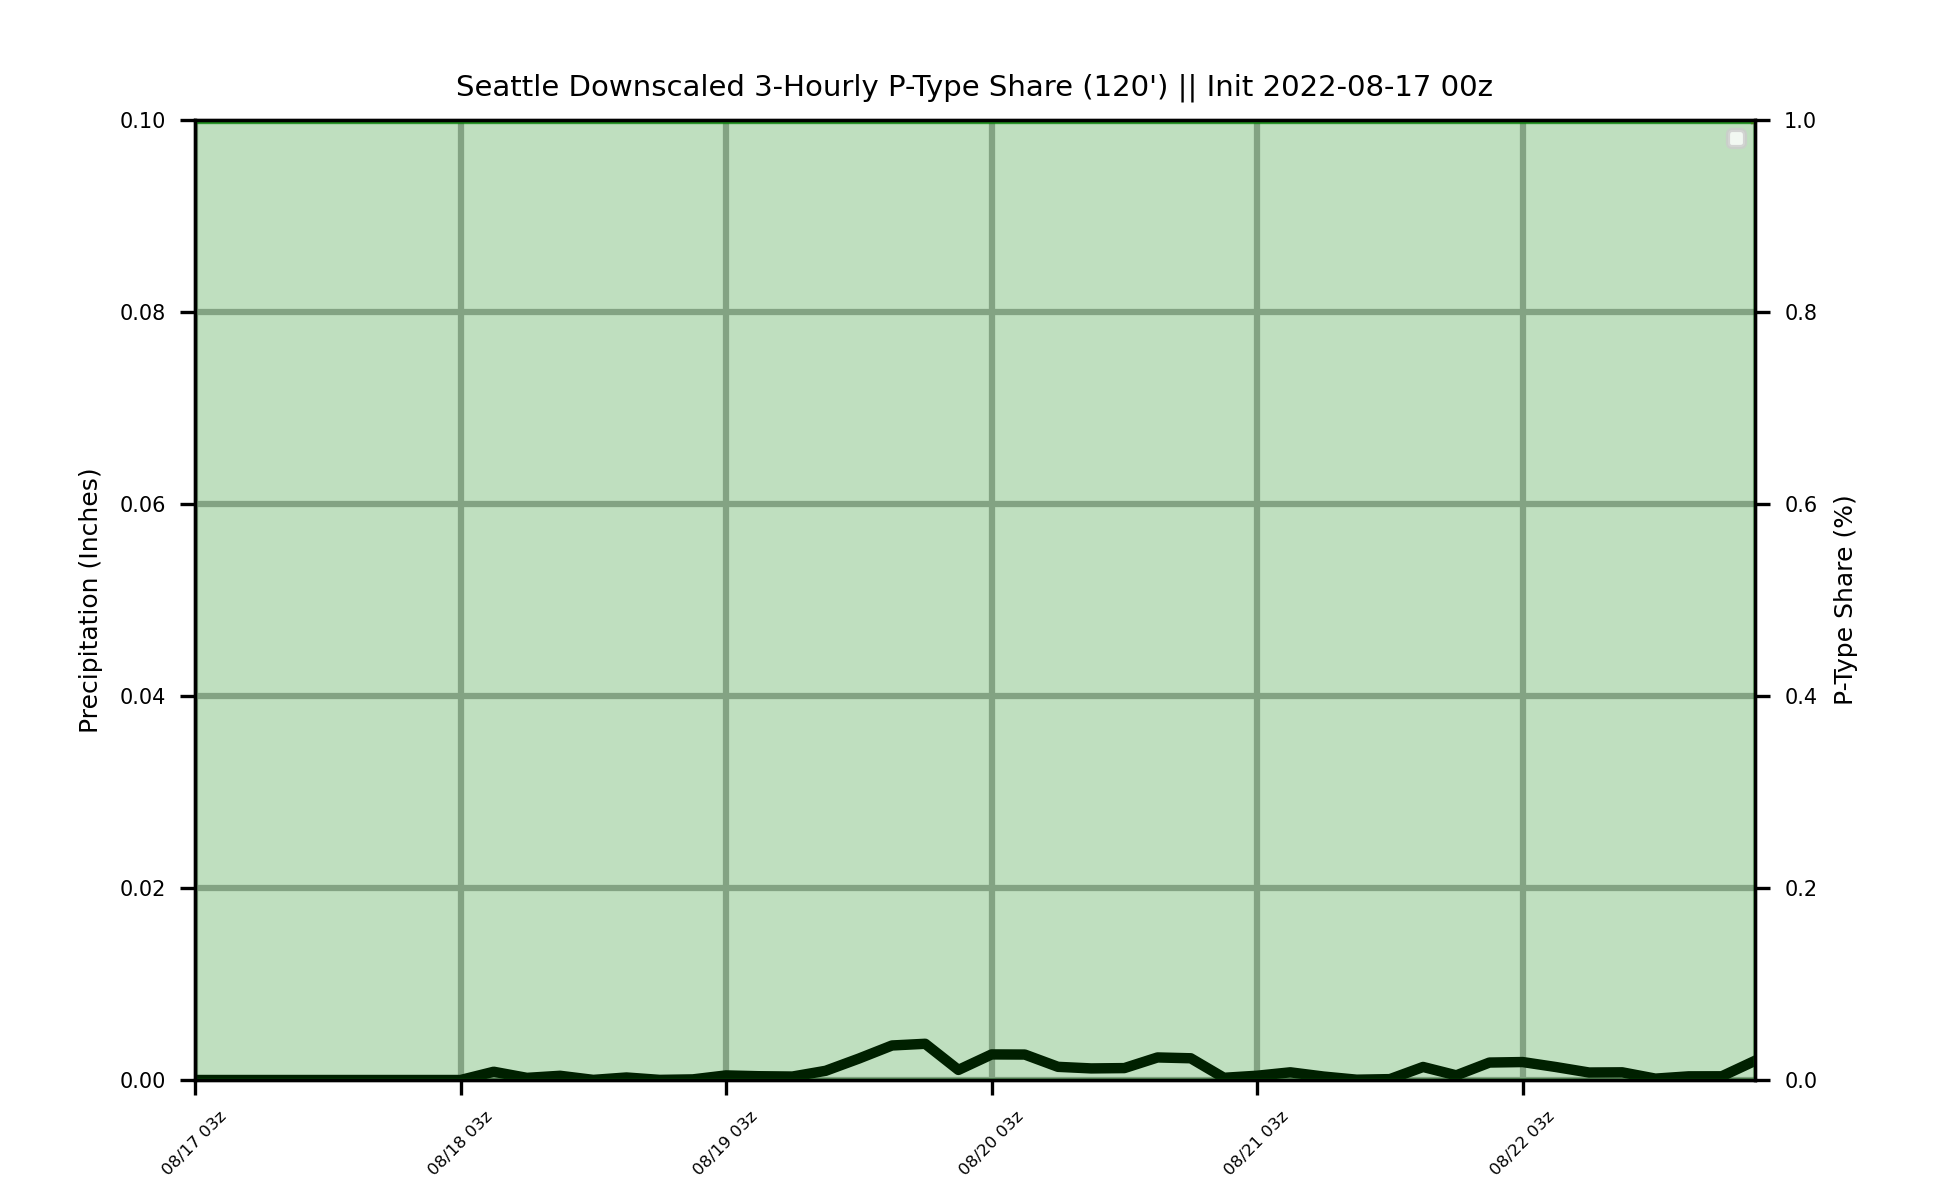 Seattle Downscaled 3-Hourly P-Type Share (120') || Init 2022-08-17 00z
0.10
0.08
0.06
0.04
0.02
0.00
Precipitation (Inches)
1.0
0.8
0.6
0.4
0.2
0.0
P-Type Share (%)
08/17 03z
08/18 03z
08/19 03z
08/20 03z
08/21 03z
08/22 03z